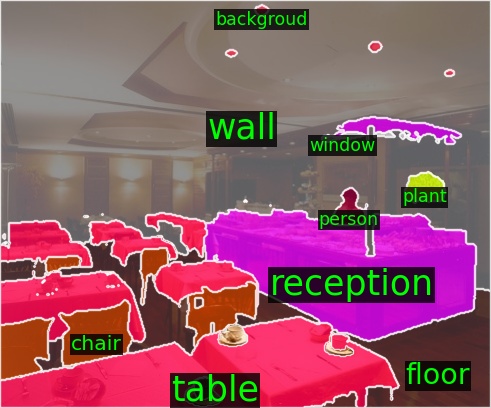 backgroud
wall
window
plant
person
reception
chair
floor
table